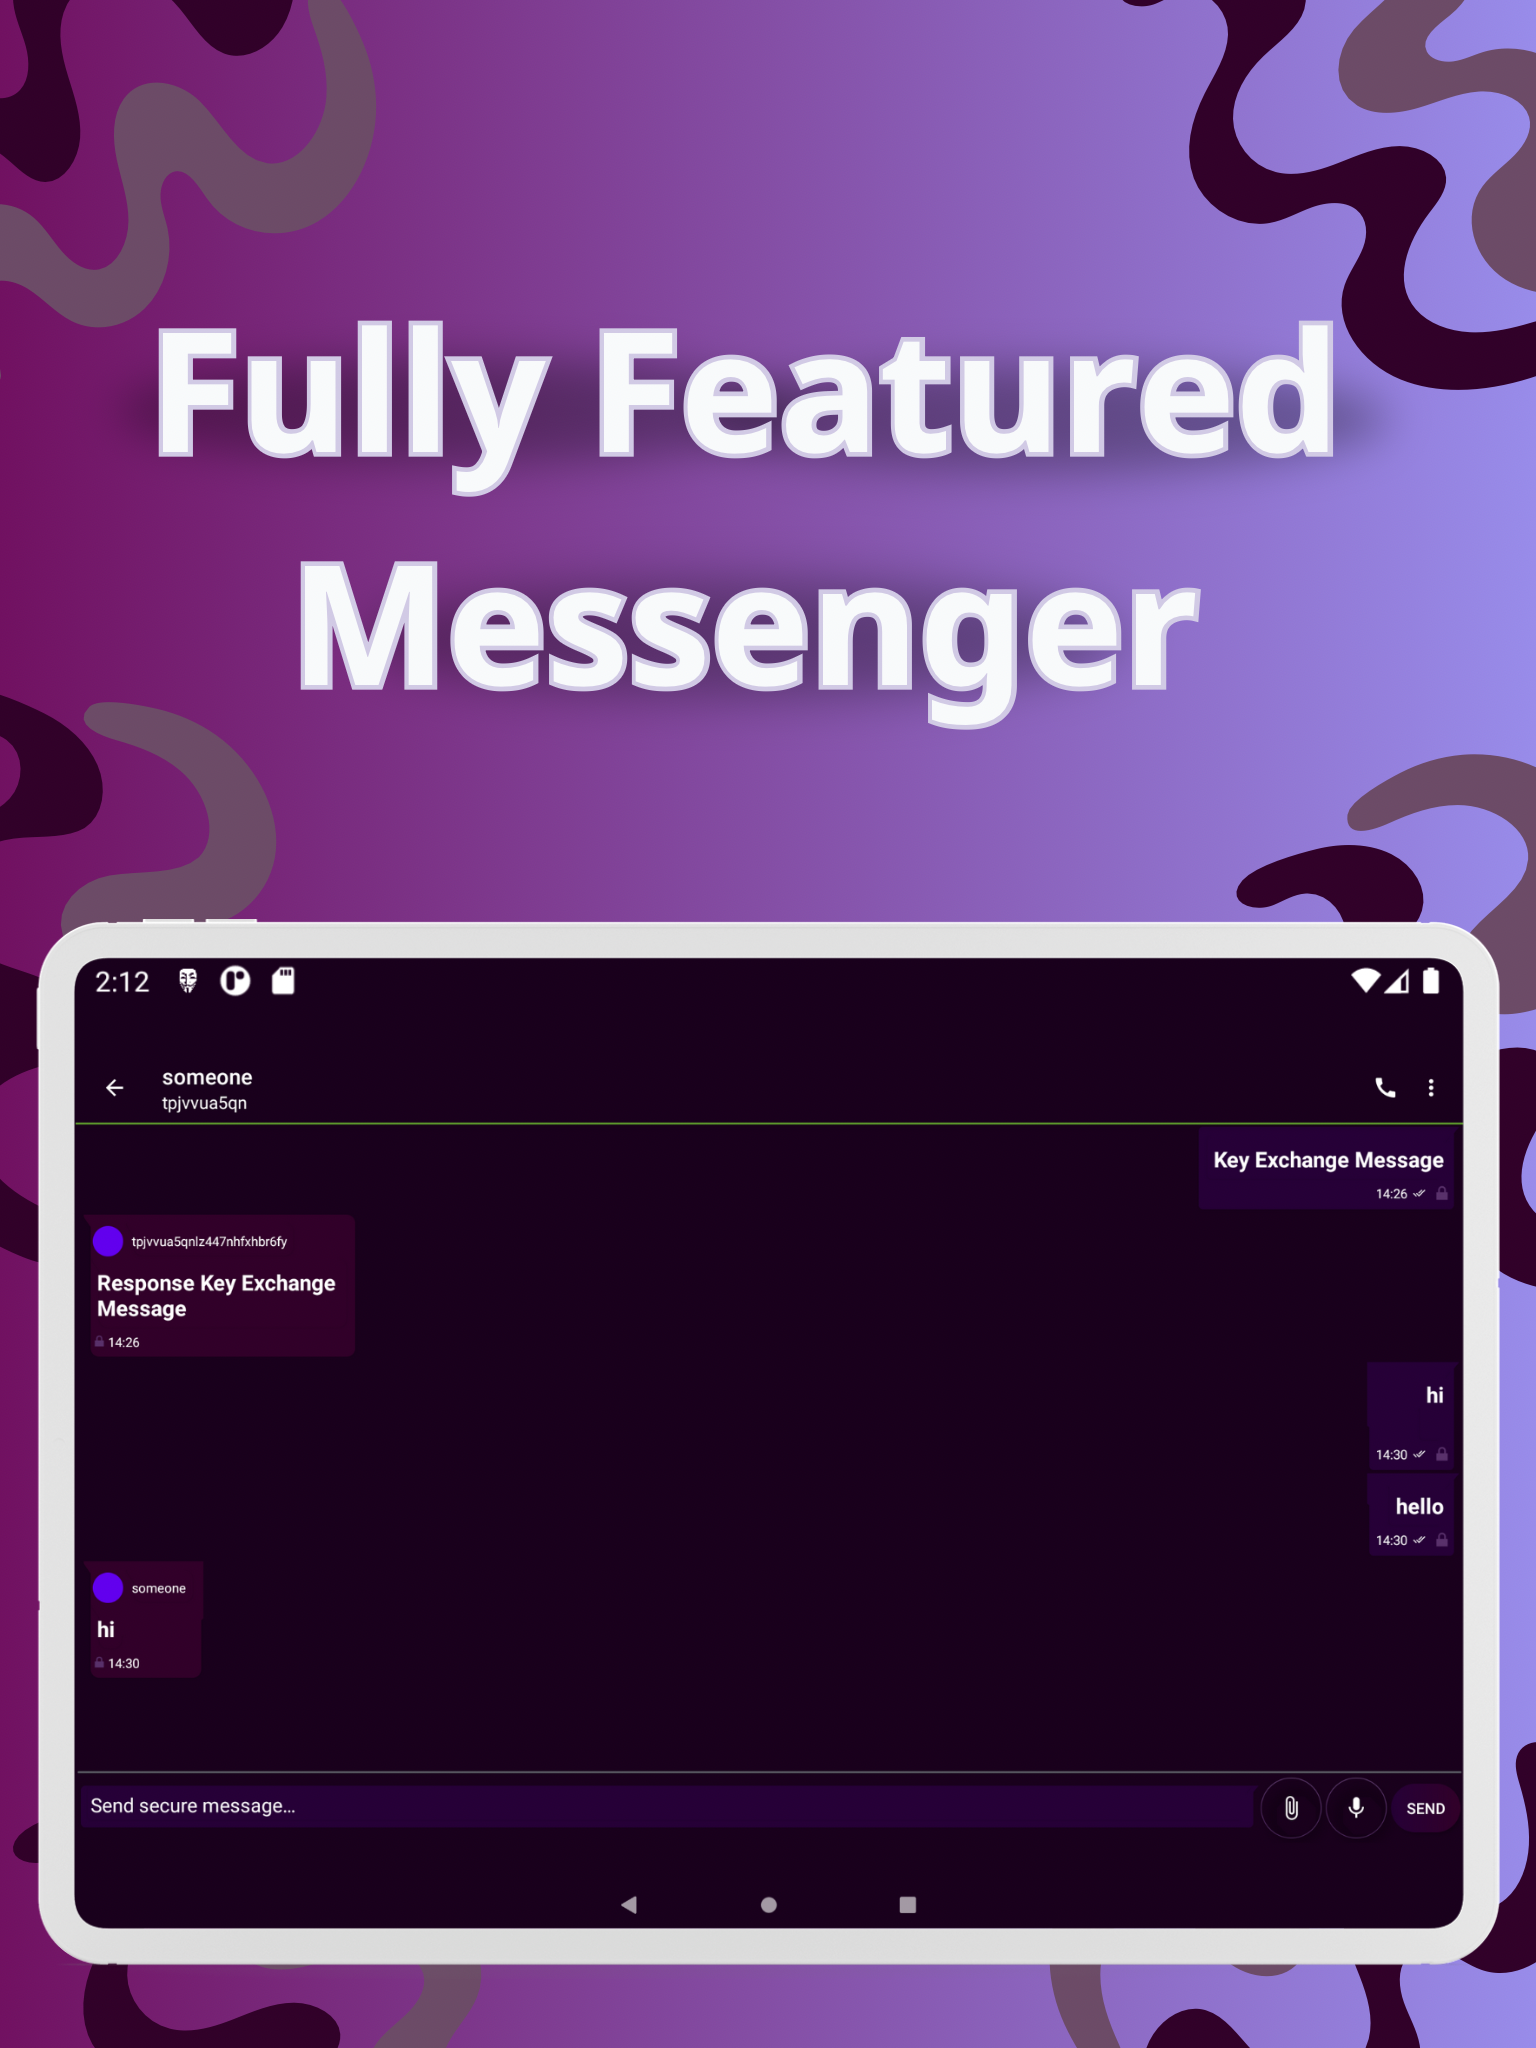 Fully Featured
Messenger
2:12
someone
tpjvvua5qn
Key Exchange Message
14:26
tpjvvua5qnlz447nhfxhbr6fy
Response Key Exchange
Message
14:26
hi
14:30
hello
14:30
someone
hi
14:30
Send secure message...
SEND